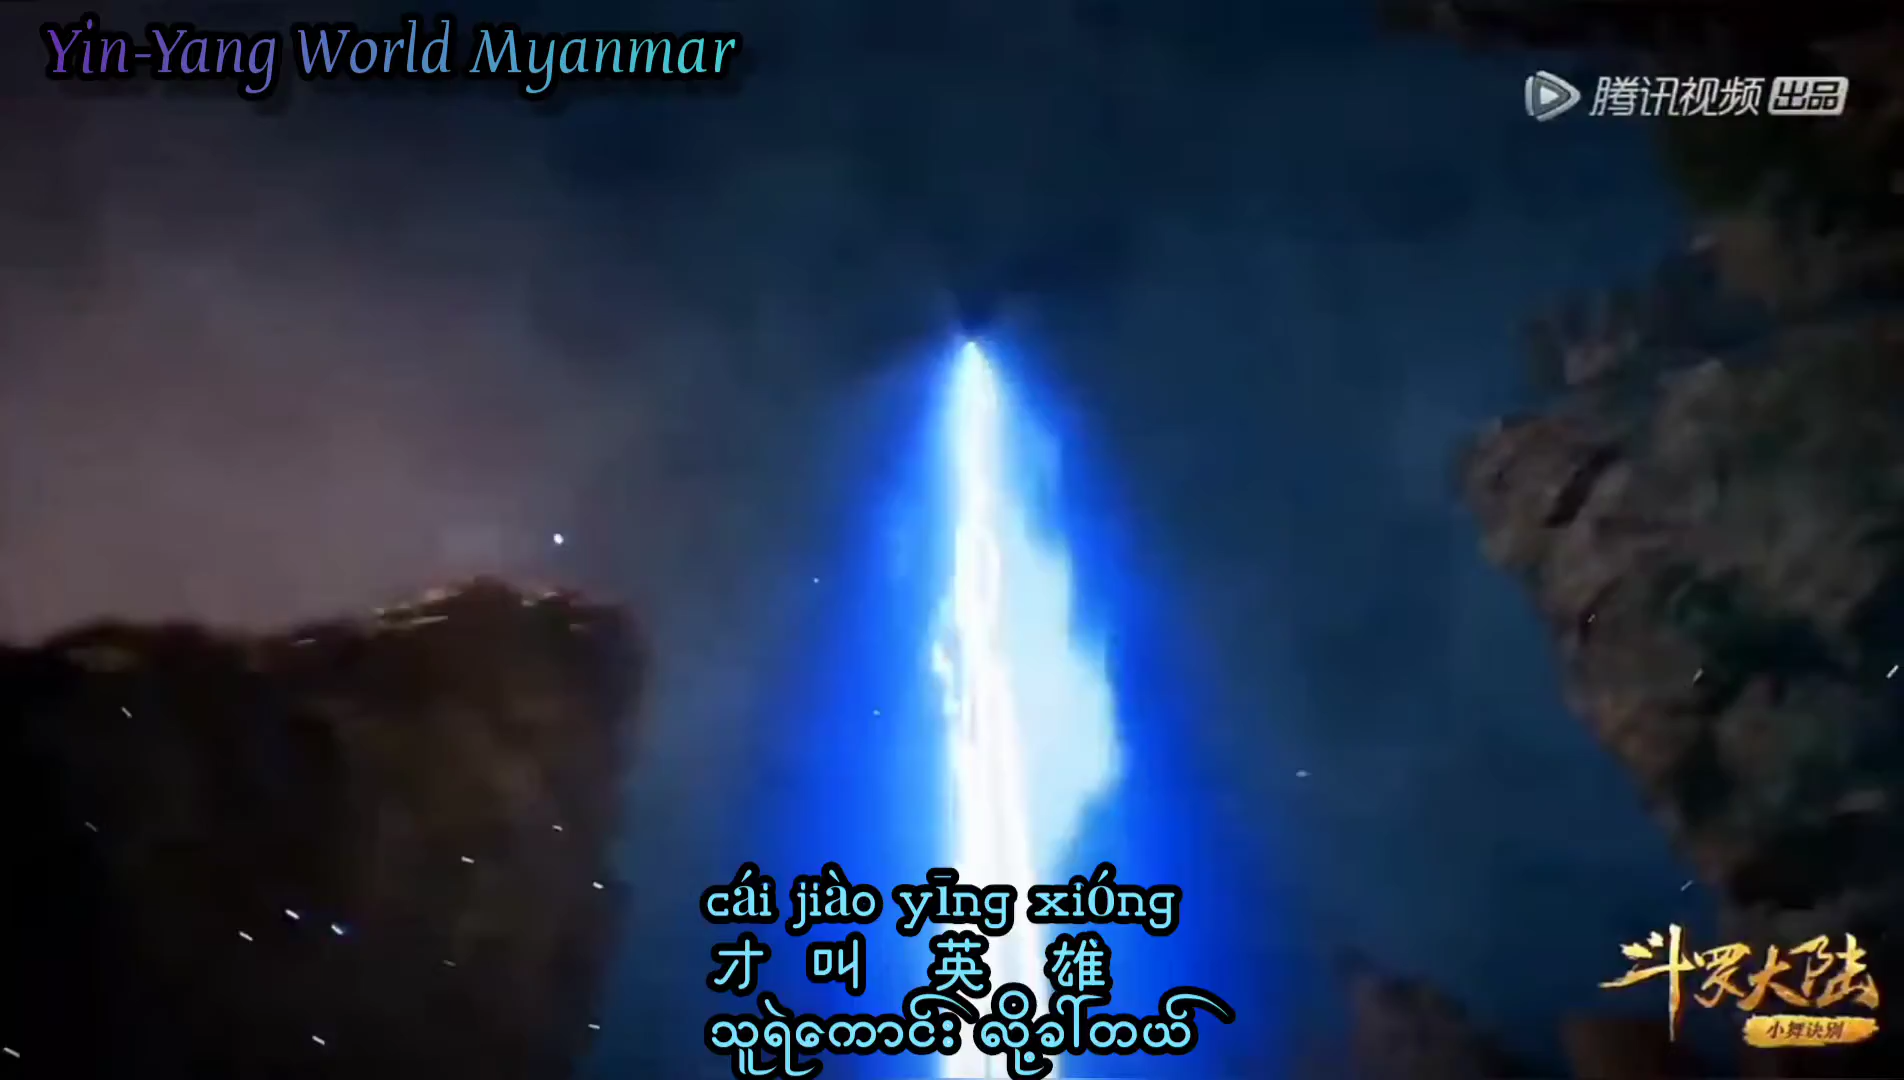 Yin-Yang World Myanmar
腾讯视频 出品
cái jiào yīng xióng
才 叫 英 雄
သူရဲကောင်း လို့ခေါ်တယ်
斗罗大陆
小舞诀别